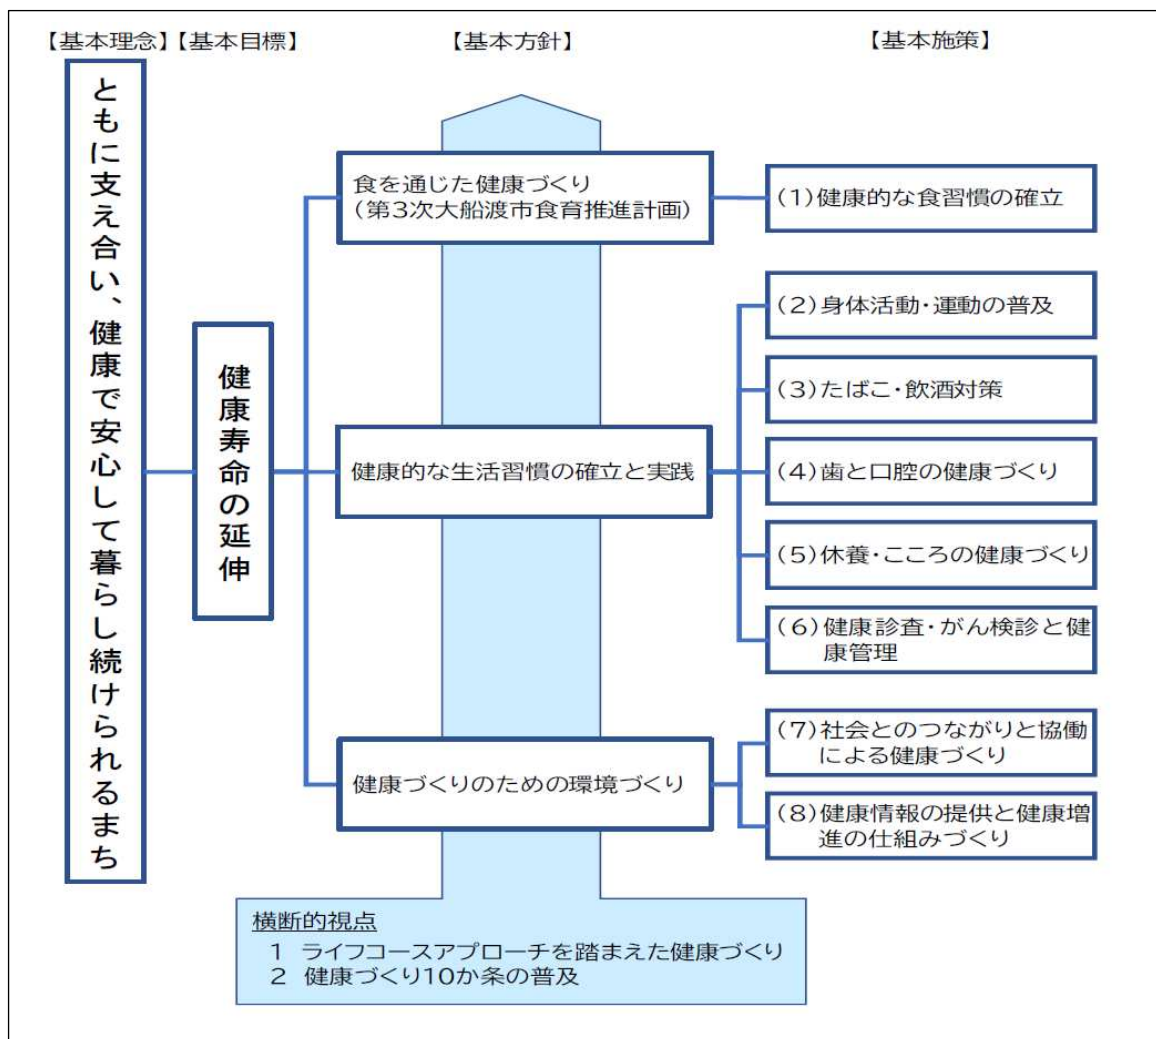 【基本理念】【基本目標】 【基本方針】 【基本施策】
ともに支え合い、健康で安心して暮らし続けられるまち
健康寿命の延伸
食を通じた健康づくり
(第3次大船渡市食育推進計画)
健康的な生活習慣の確立と実践
健康づくりのための環境づくり
(1)健康的な食習慣の確立
(2)身体活動・運動の普及
(3)たばこ・飲酒対策
(4)歯と口腔の健康づくり
(5)休養・こころの健康づくり
(6)健康診査・がん検診と健
康管理
(7)社会とのつながりと協働
による健康づくり
(8)健康情報の提供と健康増
進の仕組みづくり
横断的視点
1 ライフコースアプローチを踏まえた健康づくり
2 健康づくり10か条の普及